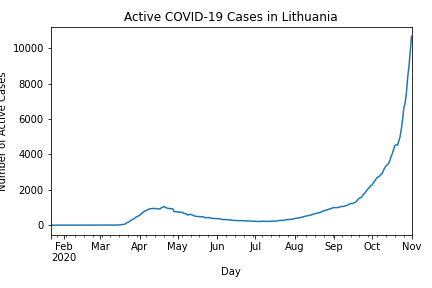 Active COVID-19 Cases in Lithuania
Number of Active Cases
10000
8000
6000
4000
2000
0
Feb Mar Apr May Jun Jul Aug Sep Oct Nov
2020
Day